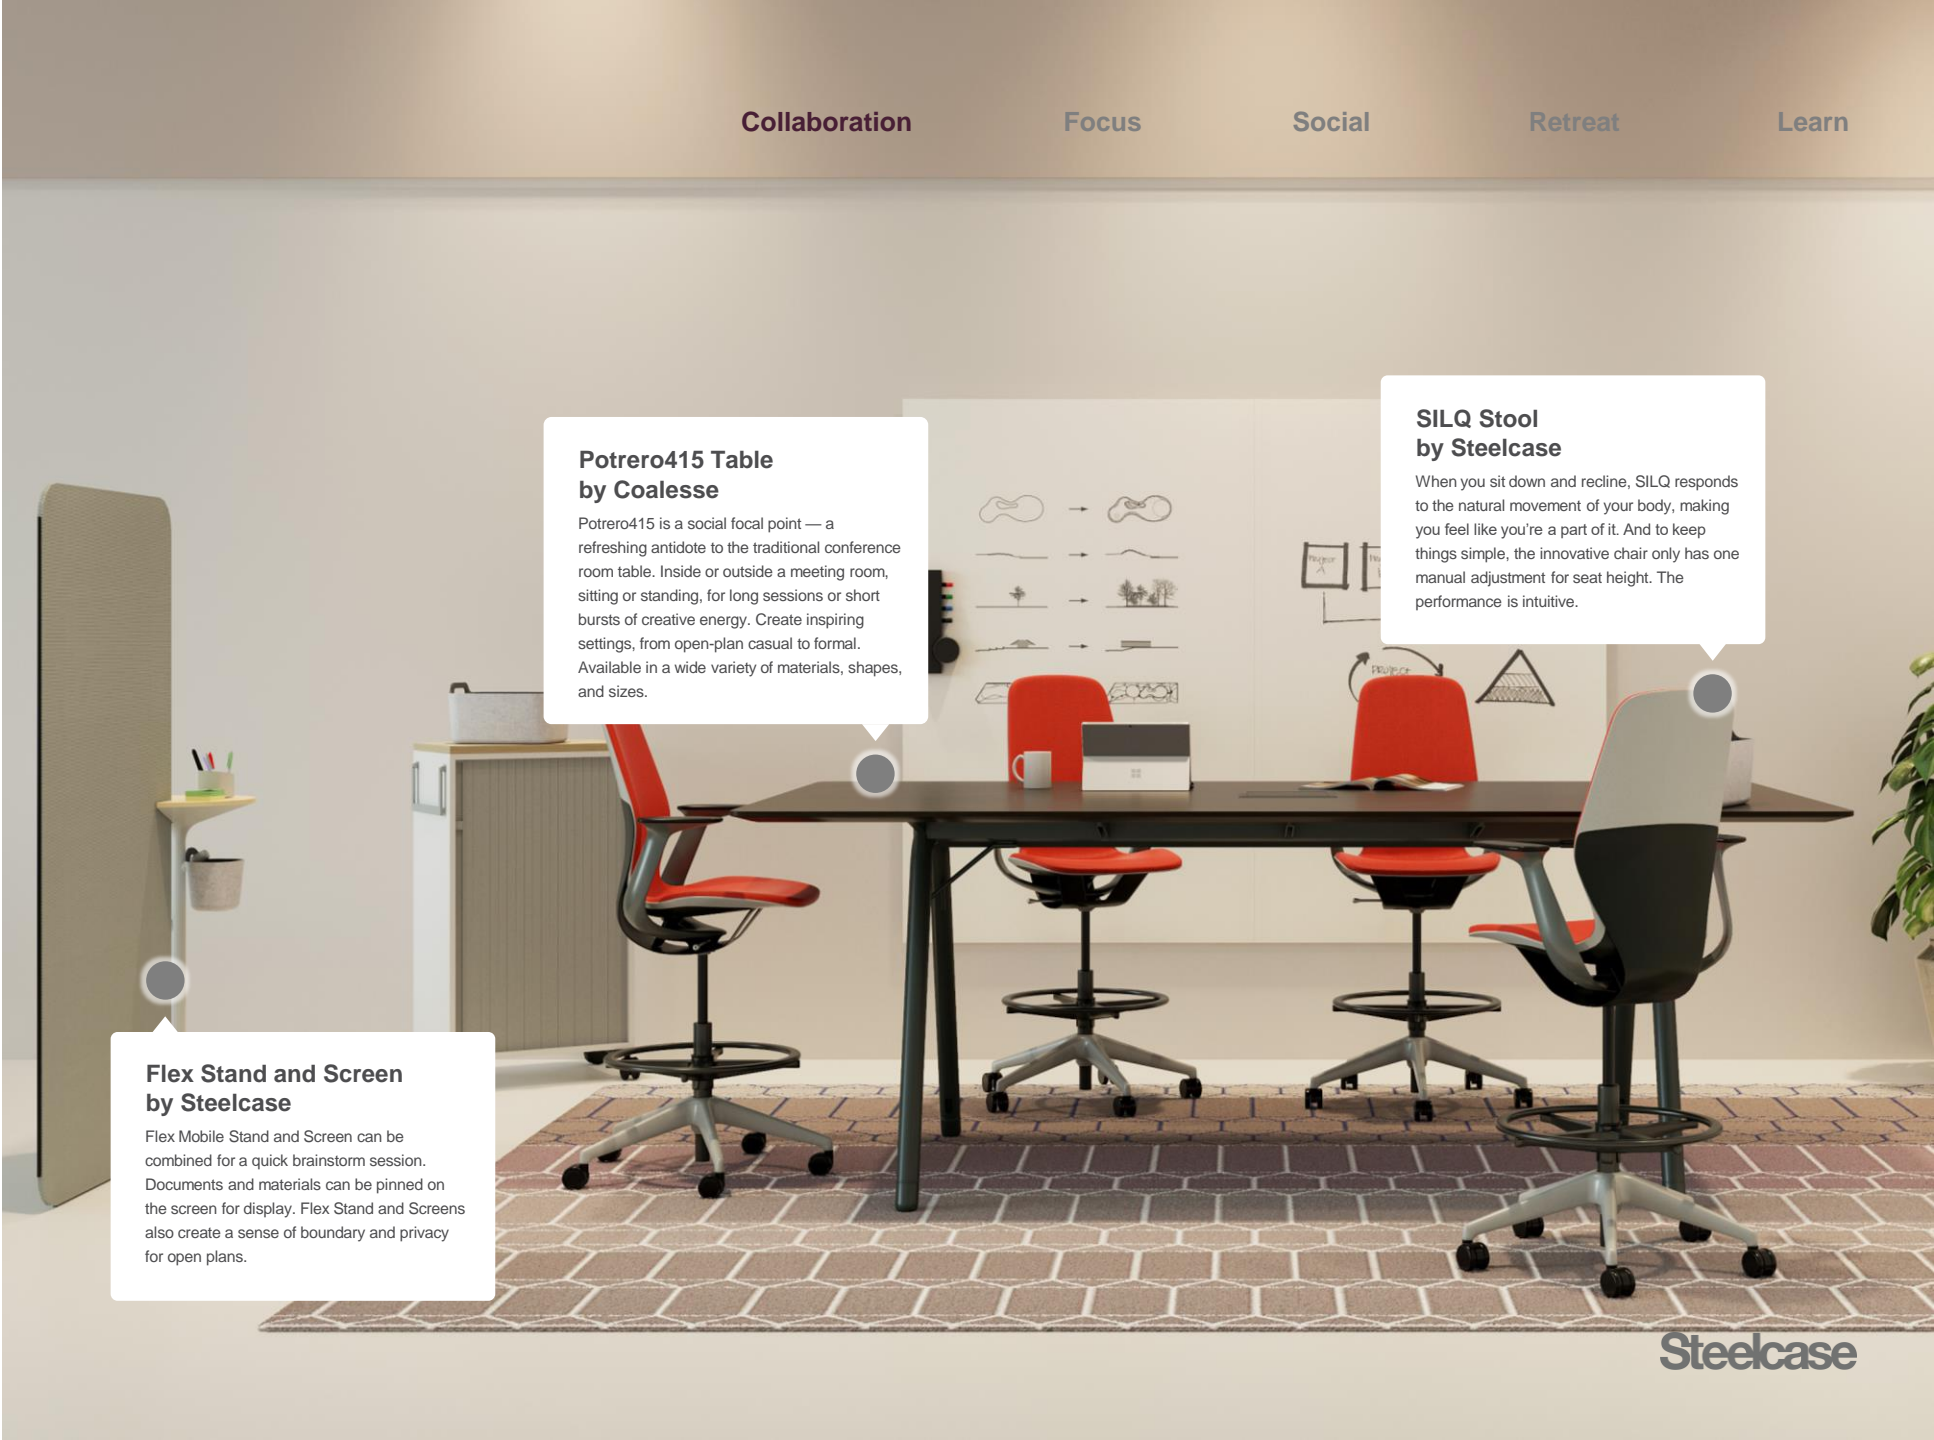 Collaboration
Focus
Social
Retreat
Learn
SILQ Stool
by Steelcase
When you sit down and recline, SILQ responds
to the natural movement of your body, making
you feel like you’re a part of it. And to keep
things simple, the innovative chair only has one
manual adjustment for seat height. The
performance is intuitive.
Potrero415 Table
by Coalesse
Potrero415 is a social focal point — a
refreshing antidote to the traditional conference
room table. Inside or outside a meeting room,
sitting or standing, for long sessions or short
bursts of creative energy. Create inspiring
settings, from open-plan casual to formal.
Available in a wide variety of materials, shapes,
and sizes.
PROJECT
A
PROJECT
Flex Stand and Screen
by Steelcase
Flex Mobile Stand and Screen can be
combined for a quick brainstorm session.
Documents and materials can be pinned on
the screen for display. Flex Stand and Screens
also create a sense of boundary and privacy
for open plans.
Steelcase